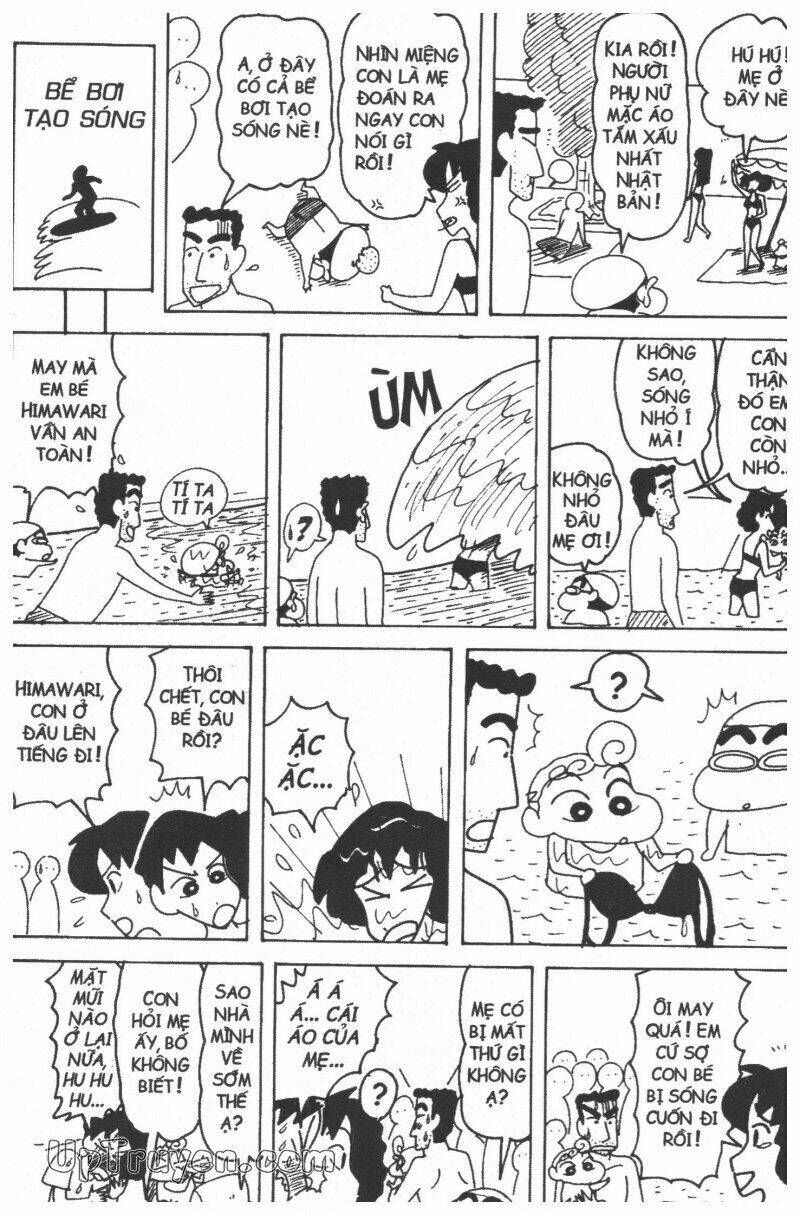 HÚ HÚ!
MẸ Ở
ĐÂY NÈ
KIA RỒI!
NGƯỜI
PHỤ NỮ
MẶC ÁO
TẮM XẤU
NHẤT
NHẬT
BẢN!
NHÌN MIỆNG
CON LÀ MẸ
ĐOÁN RA
NGAY CON
NÓI GÌ
RỒI!
A, Ở ĐÂY
CÓ CẢ BỂ
BƠI TẠO
SÓNG NÈ!
BỂ BƠI
TẠO SÓNG
CẨN
THẬN
ĐÓ EM
CON
CÒN
NHỎ..
KHÔNG
SAO,
SÓNG
NHỎ Í
MÀ!
KHÔNG
NHỎ
ĐÂU
MẸ ƠI!
ÙM
?
MAY MÀ
EM BÉ
HIMAWARI
VẪN AN
TOÀN!
TÍ TA
TÍ TA
?
ẶC
ẶC...
THÔI
CHẾT, CON
BÉ ĐÂU
RỒI?
HIMAWARI,
CON Ở
ĐÂU LÊN
TIẾNG ĐI!
ÔI MAY
QUÁ! EM
CỨ SỢ
CON BÉ
BỊ SÓNG
CUỐN ĐI
RỒI!
MẸ CÓ
BỊ MẤT
THỨ GÌ
KHÔNG
Ạ?
?
Á Á
Á... CÁI
ÁO CỦA
MẸ...
SAO
NHÀ
MÌNH
VỀ
SỚM
THẾ
Ạ?
CON
HỎI MẸ
ẤY, BỐ
KHÔNG
BIẾT!
MẶT
MŨI
NÀO
Ở LẠI
NỮA,
HU HU
HU...
UpTruyen.com